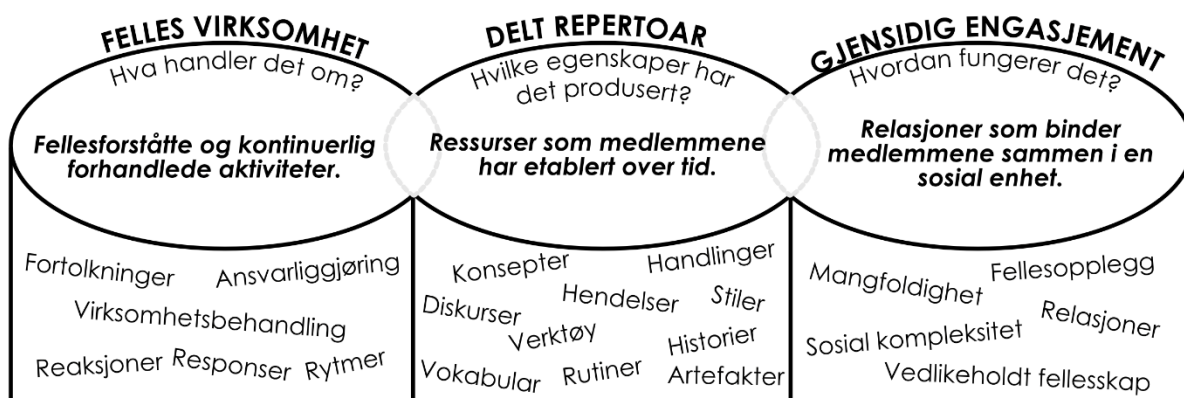 FELLES VIRKSOMHET
Hva handler det om?
Fellesforståtte og kontinuerlig
forhandlede aktiviteter.
Fortolkninger
Ansvarliggjøring
Virksomhetsbehandling
Reaksjoner
Responser
Rytmer
DELT REPERTOAR
Hvilke egenskaper har
det produsert?
Ressurser som medlemmene
har etablert over tid.
Konsepter
Handlinger
Diskurser
Hendelser
Stiler
Verktøy
Historier
Vokabular
Rutiner
Artefakter
GJENSIDIG ENGASJEMENT
Hvordan fungerer det?
Relasjoner som binder
medlemmene sammen i en
sosial enhet.
Mangfoldighet
Fellesopplegg
Relasjoner
Sosial kompleksitet
Vedlikeholdt fellesskap